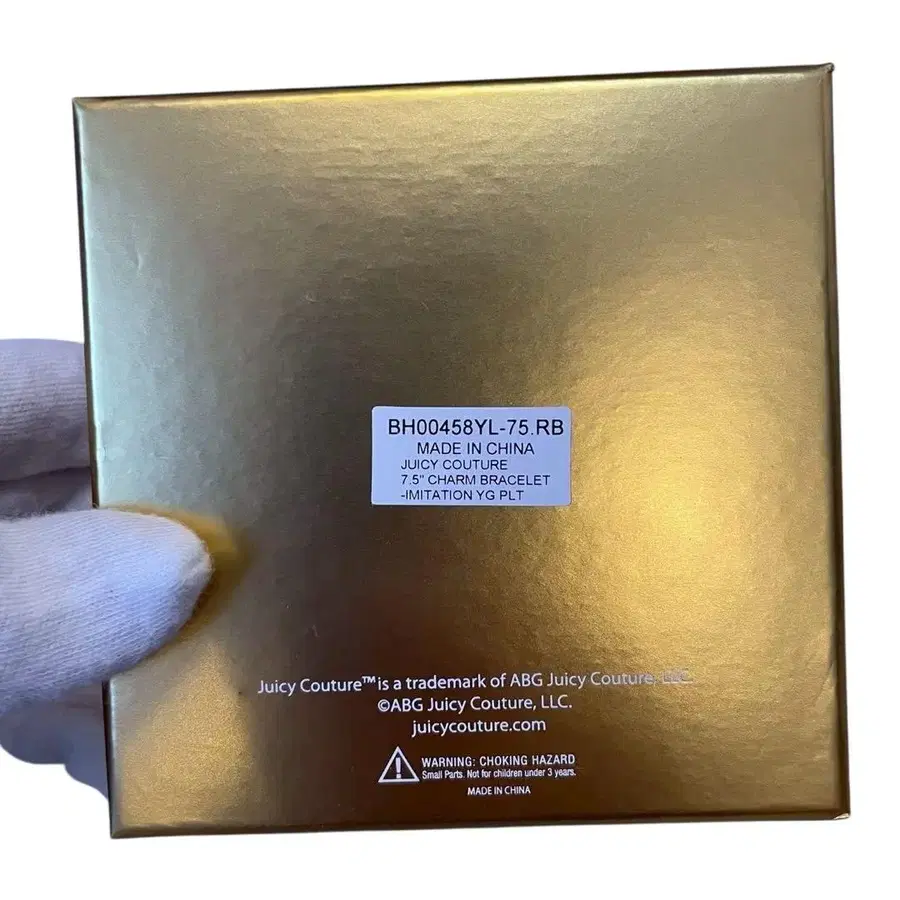 BH00458YL-75.RB
MADE IN CHINA
JUICY COUTURE
7.5" CHARM BRACELET
-IMITATION YG PLT
Juicy Couture™ is a trademark of ABG Juicy Couture, LLC.
©ABG Juicy Couture, LLC.
juicycouture.com
WARNING: CHOKING HAZARD
Small Parts. Not for children under 3 years.
MADE IN CHINA